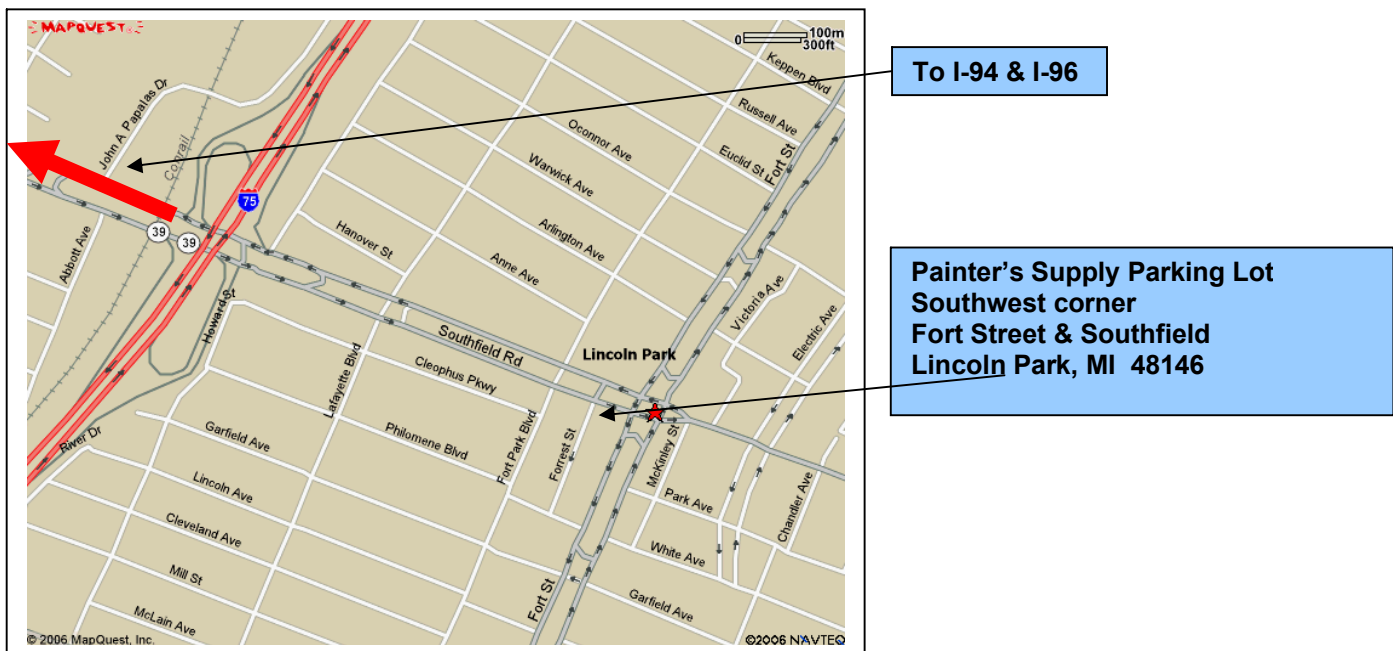 MAPQUEST
0 100m
300ft
Keppen Blvd
Russell Ave
Euclid St
Fort St
Oconnor Ave
Warwick Ave
Arlington Ave
Anne Ave
Hanover St
John A Papalas Dr
Conrail
75
39
39
Abbott Ave
Howard St
Victoria Ave
Electric Ave
Southfield Rd
Lincoln Park
Cleophus Pkwy
Lafayette Blvd
Fort Park Blvd
Forrest St
McKinley St
River Dr
Garfield Ave
Philomene Blvd
Lincoln Ave
Cleveland Ave
Mill St
McLain Ave
Park Ave
Chandler Ave
White Ave
Fort St
Garfield Ave
© 2006 MapQuest, Inc.
©2006 NAVTEQ
To I-94 & I-96
Painter’s Supply Parking Lot
Southwest corner
Fort Street & Southfield
Lincoln Park, MI 48146